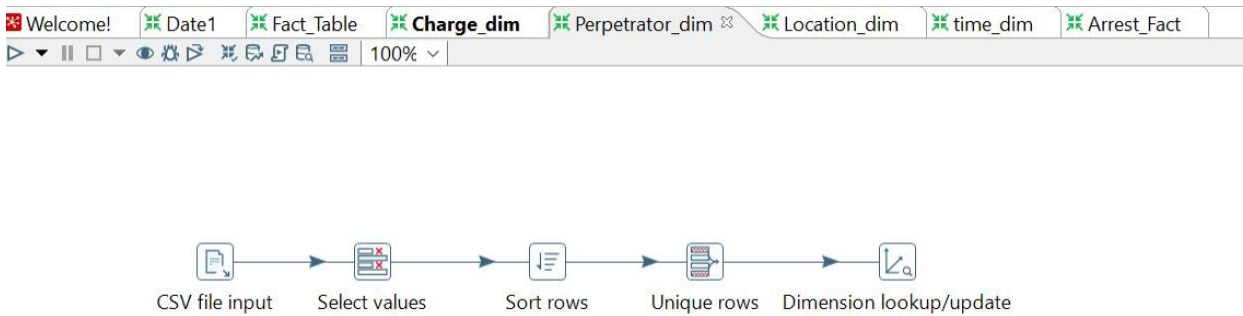 Welcome! Date1 Fact_Table Charge_dim Perpetrator_dim Location_dim time_dim Arrest_Fact
100%
CSV file input Select values Sort rows Unique rows Dimension lookup/update